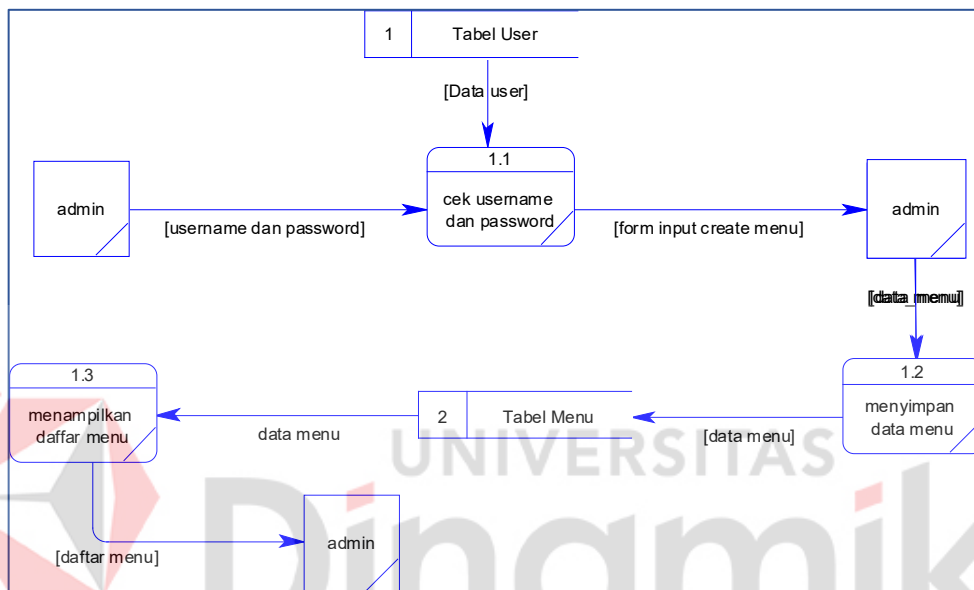 1 Tabel User
[Data user]
1.1
cek username
dan password
admin
[username dan password]
[form input create menu]
admin
[data_menu]
1.2
menyimpan
data menu
[data menu]
2 Tabel Menu
data menu
1.3
menampilkan
daffar menu
[daftar menu]
admin
UNIVERSITAS
Dinamik